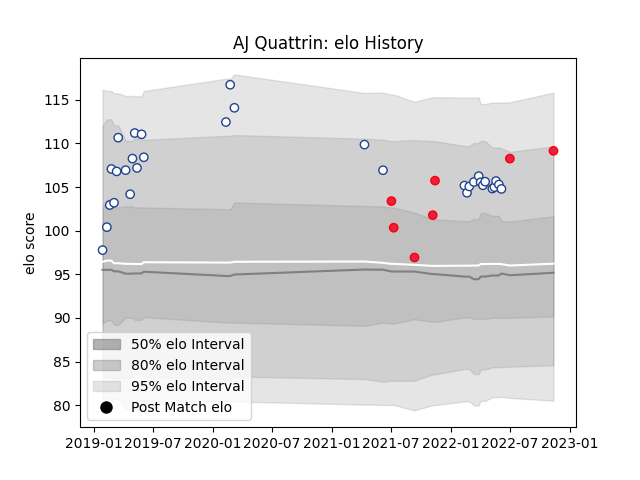 AJ Quattrin: elo History
elo score
115
110
105
100
95
90
85
80
50% elo Interval
80% elo Interval
95% elo Interval
Post Match elo
2019-01 2019-07 2020-01 2020-07 2021-01 2021-07 2022-01 2022-07 2023-01